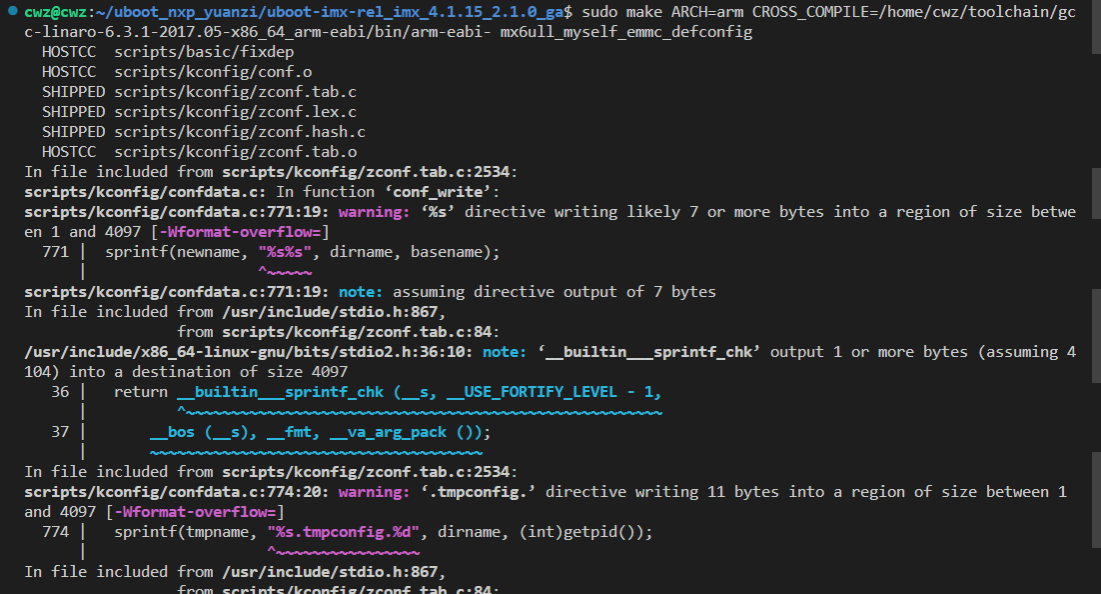 cwz@cwz:~/uboot_nxp_yuanzi/uboot-imx-rel_imx_4.1.15_2.1.0_ga$ sudo make ARCH=arm CROSS_COMPILE=/home/cwz/toolchain/gc
c-linaro-6.3.1-2017.05-x86_64_arm-eabi/bin/arm-eabi- mx6ull_myself_emmc_defconfig
  HOSTCC  scripts/basic/fixdep
  HOSTCC  scripts/kconfig/conf.o
  SHIPPED scripts/kconfig/zconf.tab.c
  SHIPPED scripts/kconfig/zconf.lex.c
  SHIPPED scripts/kconfig/zconf.hash.c
  HOSTCC  scripts/kconfig/zconf.tab.o
In file included from scripts/kconfig/zconf.tab.c:2534:
scripts/kconfig/confdata.c: In function ‘conf_write’:
scripts/kconfig/confdata.c:771:19: warning: ‘%s’ directive writing likely 7 or more bytes into a region of size betwe
en 1 and 4097 [-Wformat-overflow=]
  771 |  sprintf(newname, "%s%s", dirname, basename);
      |                   ^~~~~~
scripts/kconfig/confdata.c:771:19: note: assuming directive output of 7 bytes
In file included from /usr/include/stdio.h:867,
                 from scripts/kconfig/zconf.tab.c:84:
/usr/include/x86_64-linux-gnu/bits/stdio2.h:36:10: note: ‘__builtin___sprintf_chk’ output 1 or more bytes (assuming 4
104) into a destination of size 4097
   36 |   return __builtin___sprintf_chk (__s, __USE_FORTIFY_LEVEL - 1,
      |          ^~~~~~~~~~~~~~~~~~~~~~~~~~~~~~~~~~~~~~~~~~~~~~~~~~~~~~
   37 |       __bos (__s), __fmt, __va_arg_pack ());
      |       ~~~~~~~~~~~~~~~~~~~~~~~~~~~~~~~~~~~~~
In file included from scripts/kconfig/zconf.tab.c:2534:
scripts/kconfig/confdata.c:774:20: warning: ‘.tmpconfig.’ directive writing 11 bytes into a region of size between 1
and 4097 [-Wformat-overflow=]
  774 |   sprintf(tmpname, "%s.tmpconfig.%d", dirname, (int)getpid());
      |                    ^~~~~~~~~~~~~~~~~
In file included from /usr/include/stdio.h:867,
                 from scripts/kconfig/zconf.tab.c:84: